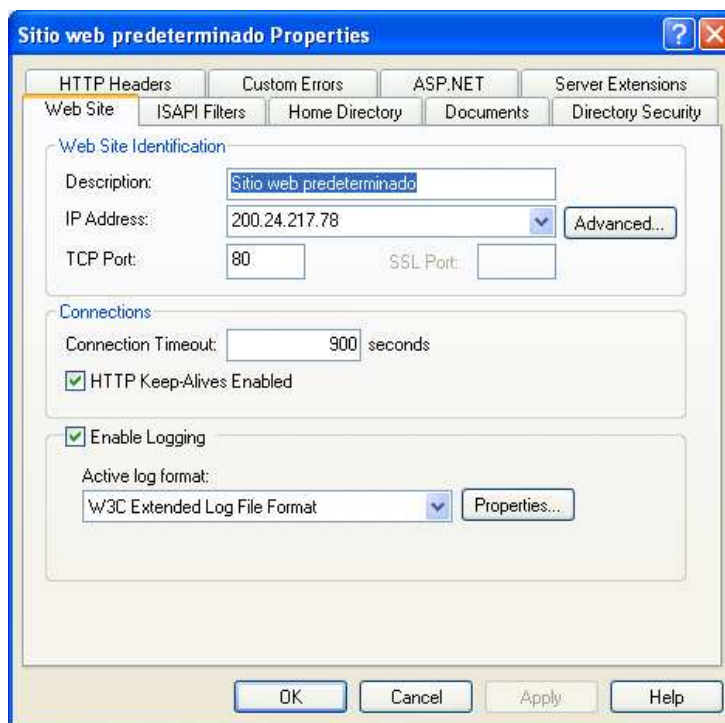 Sitio web predeterminado Properties
HTTP Headers Custom Errors ASP.NET Server Extensions
Web Site ISAPI Filters Home Directory Documents Directory Security
Web Site Identification
Description: Sitio web predeterminado
IP Address: 200.24.217.78 Advanced...
TCP Port: 80 SSL Port:
Connections
Connection Timeout: 900 seconds
HTTP Keep-Alives Enabled
Enable Logging
Active log format:
W3C Extended Log File Format Properties...
OK Cancel Apply Help